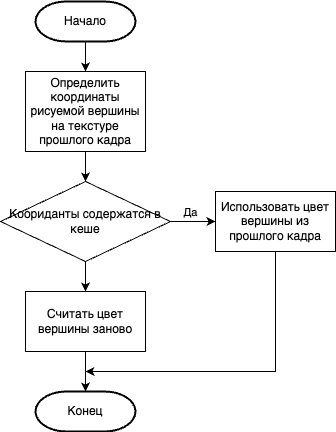 Начало
Определить
координаты
рисуемой вершины
на текстуре
прошлого кадра
Коориданты содержатся в
кеше
Да
Использовать цвет
вершины из
прошлого кадра
Считать цвет
вершины заново
Конец